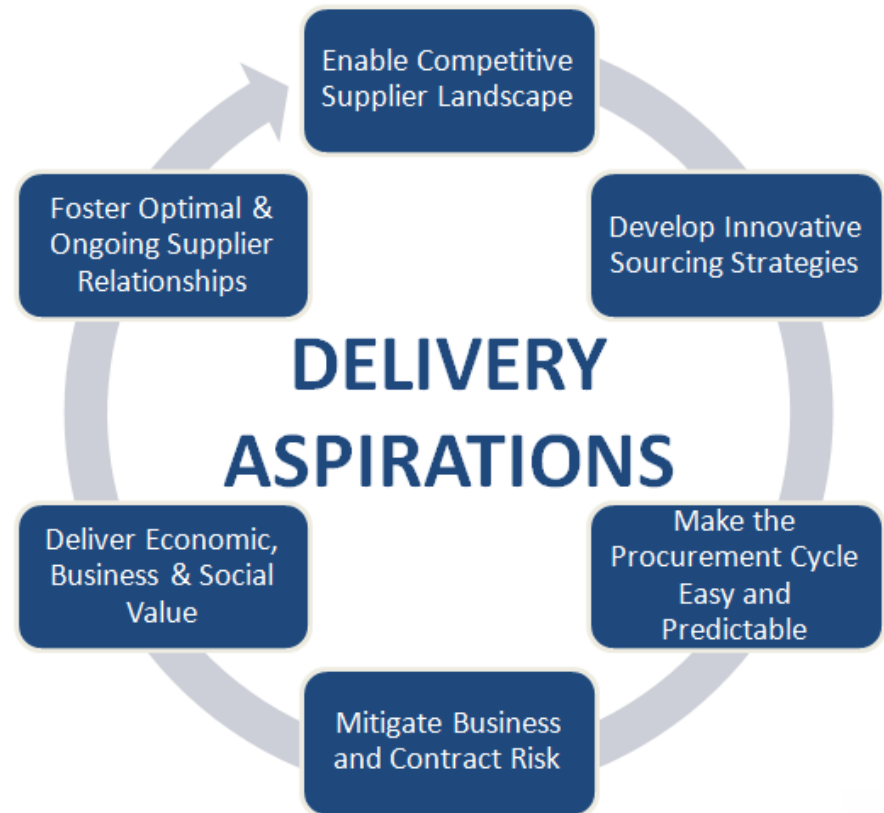 Enable Competitive
Supplier Landscape
Develop Innovative
Sourcing Strategies
Make the
Procurement Cycle
Easy and
Predictable
Mitigate Business
and Contract Risk
Deliver Economic,
Business & Social
Value
Foster Optimal &
Ongoing Supplier
Relationships
DELIVERY
ASPIRATIONS